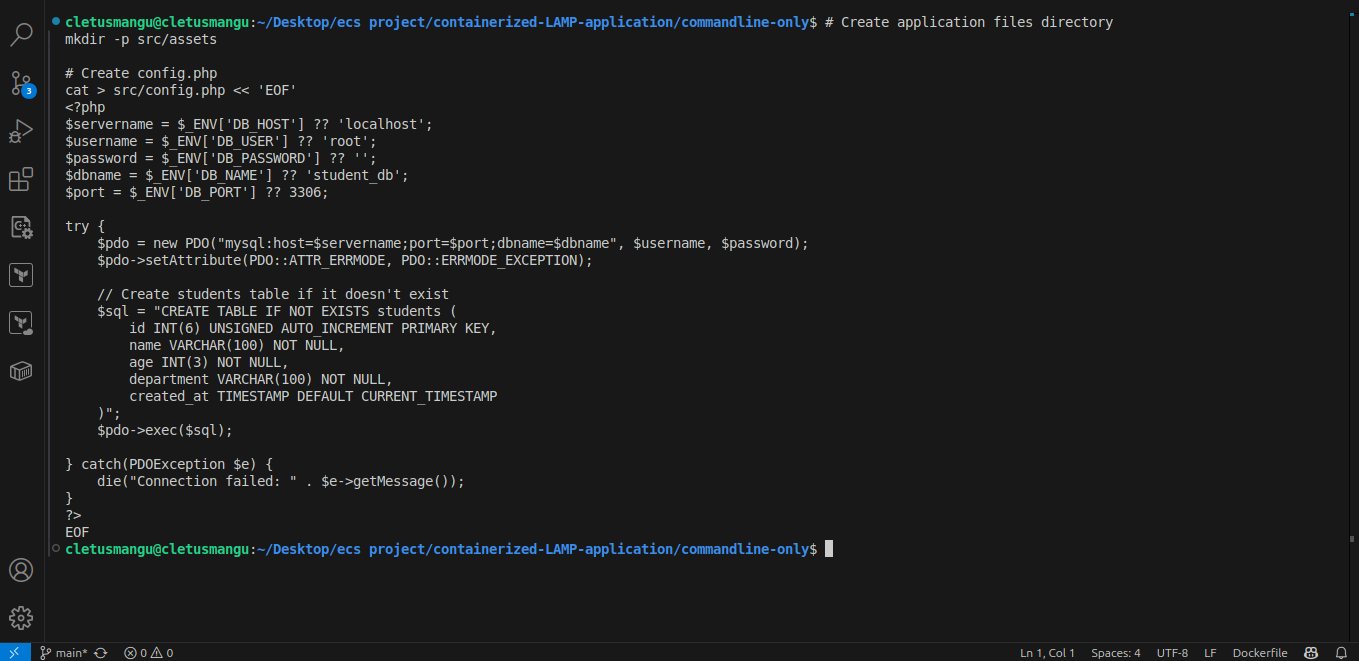 cletusmangu@cletusmangu:~/Desktop/ecs project/containerized-LAMP-application/commandline-only$ # Create application files directory
mkdir -p src/assets

# Create config.php
cat > src/config.php << 'EOF'
<?php
$servername = $_ENV['DB_HOST'] ?? 'localhost';
$username = $_ENV['DB_USER'] ?? 'root';
$password = $_ENV['DB_PASSWORD'] ?? '';
$dbname = $_ENV['DB_NAME'] ?? 'student_db';
$port = $_ENV['DB_PORT'] ?? 3306;

try {
    $pdo = new PDO("mysql:host=$servername;port=$port;dbname=$dbname", $username, $password);
    $pdo->setAttribute(PDO::ATTR_ERRMODE, PDO::ERRMODE_EXCEPTION);

    // Create students table if it doesn't exist
    $sql = "CREATE TABLE IF NOT EXISTS students (
        id INT(6) UNSIGNED AUTO_INCREMENT PRIMARY KEY,
        name VARCHAR(100) NOT NULL,
        age INT(3) NOT NULL,
        department VARCHAR(100) NOT NULL,
        created_at TIMESTAMP DEFAULT CURRENT_TIMESTAMP
    )";
    $pdo->exec($sql);

} catch(PDOException $e) {
    die("Connection failed: " . $e->getMessage());
}
?>
EOF
cletusmangu@cletusmangu:~/Desktop/ecs project/containerized-LAMP-application/commandline-only$
3
main* 0 0 Ln 1, Col 1 Spaces: 4 UTF-8 LF Dockerfile